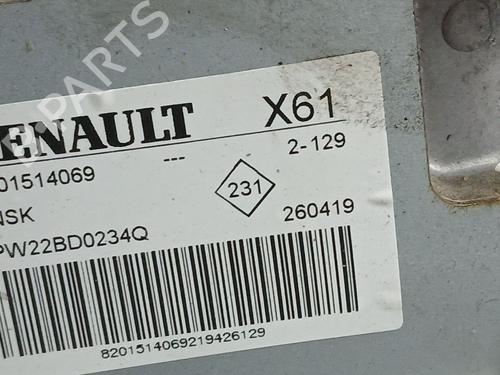 B-PARTS
ENAULT
X61
01514069
---
2-129
NSK
231
260419
PW22BD0234Q
8201514069219426129